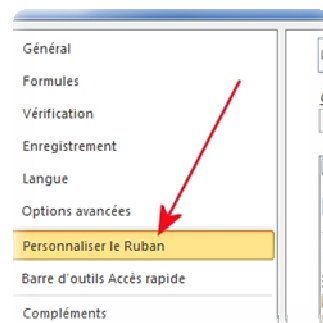 Général
Formules
Vérification
Enregistrement
Langue
Options avancées
Personnaliser le Ruban
Barre d'outils Accès rapide
Compléments